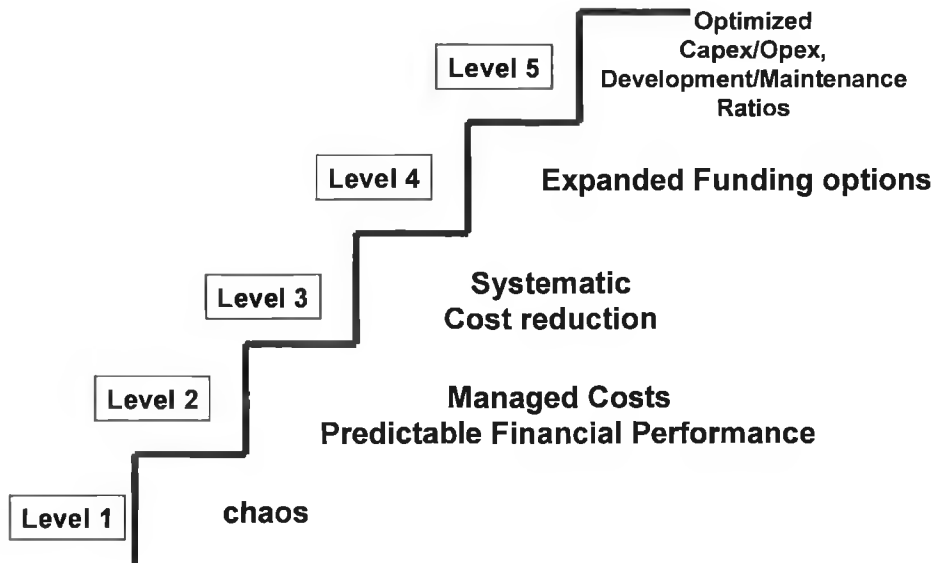 Level 5
Optimized
Capex/Opex,
Development/Maintenance
Ratios
Level 4
Expanded Funding options
Level 3
Systematic
Cost reduction
Level 2
Managed Costs
Predictable Financial Performance
Level 1
chaos